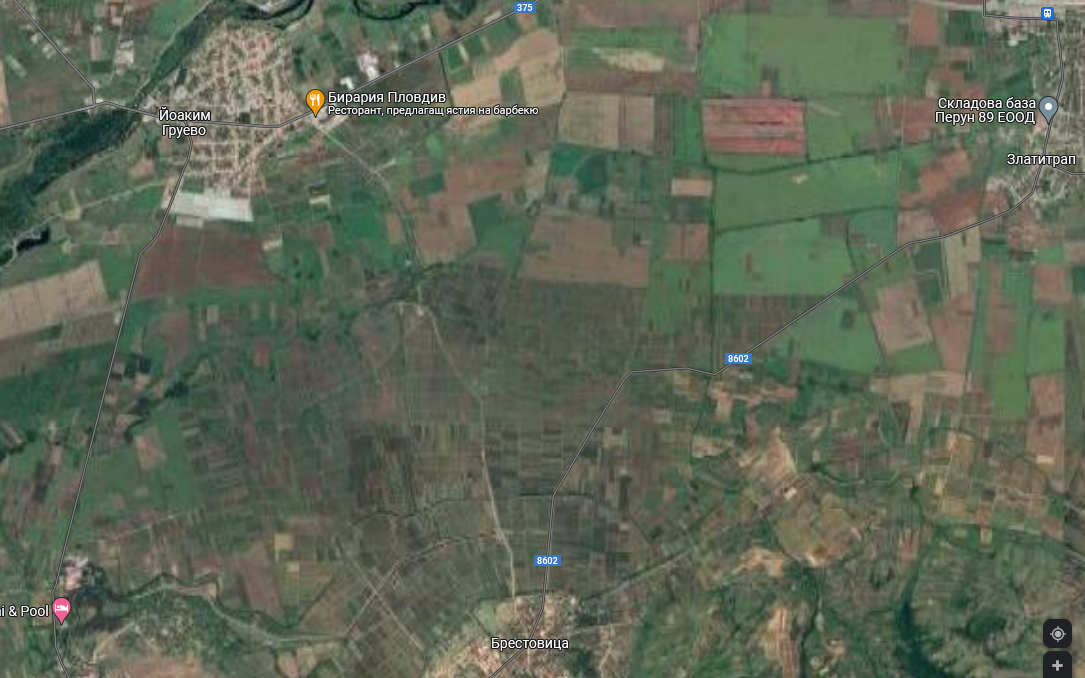 375
Бирария Пловдив
Ресторант, предлагащ ястия на барбекю
Йоаким
Груево
Складова база
Перун 89 ЕООД
Златитрап
8602
8602
i & Pool
Брестовица